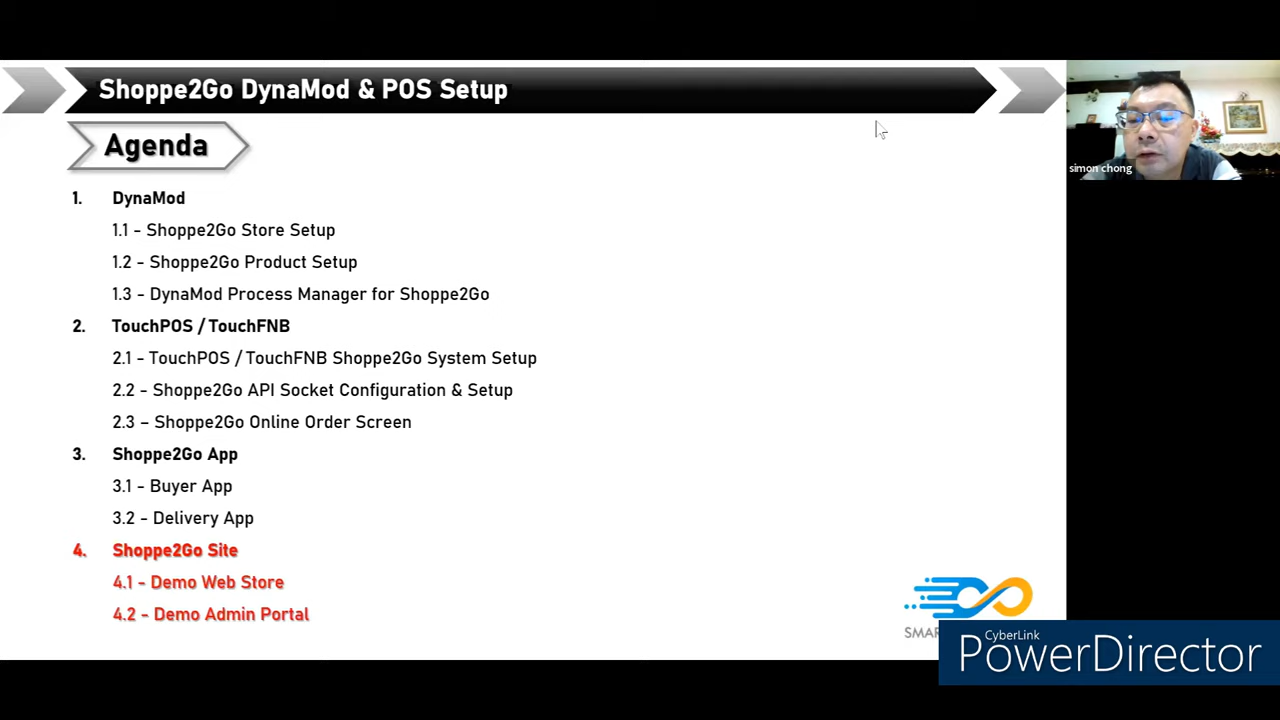 Shoppe2Go DynaMod & POS Setup
Agenda
simon chong
1. DynaMod
1.1 - Shoppe2Go Store Setup
1.2 - Shoppe2Go Product Setup
1.3 - DynaMod Process Manager for Shoppe2Go
2. TouchPOS / TouchFNB
2.1 - TouchPOS / TouchFNB Shoppe2Go System Setup
2.2 - Shoppe2Go API Socket Configuration & Setup
2.3 – Shoppe2Go Online Order Screen
3. Shoppe2Go App
3.1 - Buyer App
3.2 - Delivery App
4. Shoppe2Go Site
4.1 - Demo Web Store
4.2 - Demo Admin Portal
CyberLink
PowerDirector